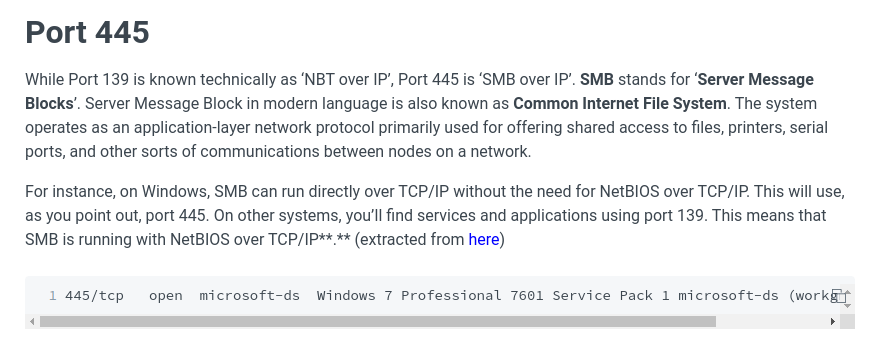 Port 445
While Port 139 is known technically as ‘NBT over IP’, Port 445 is ‘SMB over IP’. SMB stands for ‘Server Message
Blocks’. Server Message Block in modern language is also known as Common Internet File System. The system
operates as an application-layer network protocol primarily used for offering shared access to files, printers, serial
ports, and other sorts of communications between nodes on a network.
For instance, on Windows, SMB can run directly over TCP/IP without the need for NetBIOS over TCP/IP. This will use,
as you point out, port 445. On other systems, you’ll find services and applications using port 139. This means that
SMB is running with NetBIOS over TCP/IP**.** (extracted from here)
1 445/tcp   open  microsoft-ds  Windows 7 Professional 7601 Service Pack 1 microsoft-ds (workg